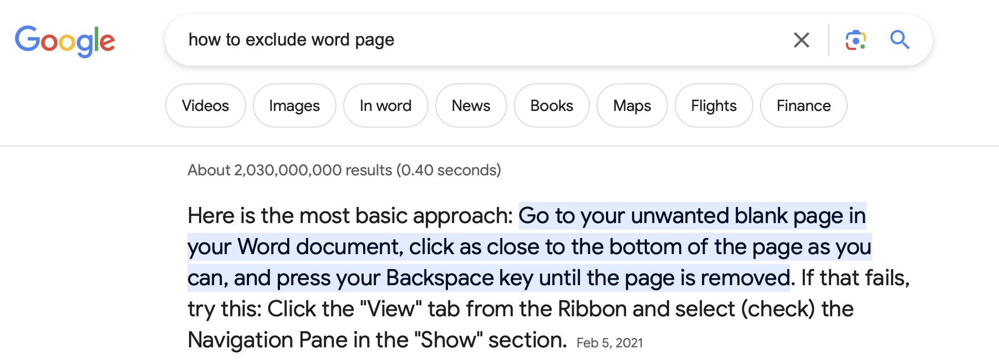 Google
how to exclude word page
Videos Images In word News Books Maps Flights Finance
About 2,030,000,000 results (0.40 seconds)
Here is the most basic approach: Go to your unwanted blank page in
your Word document, click as close to the bottom of the page as you
can, and press your Backspace key until the page is removed. If that fails,
try this: Click the "View" tab from the Ribbon and select (check) the
Navigation Pane in the "Show" section. Feb 5, 2021